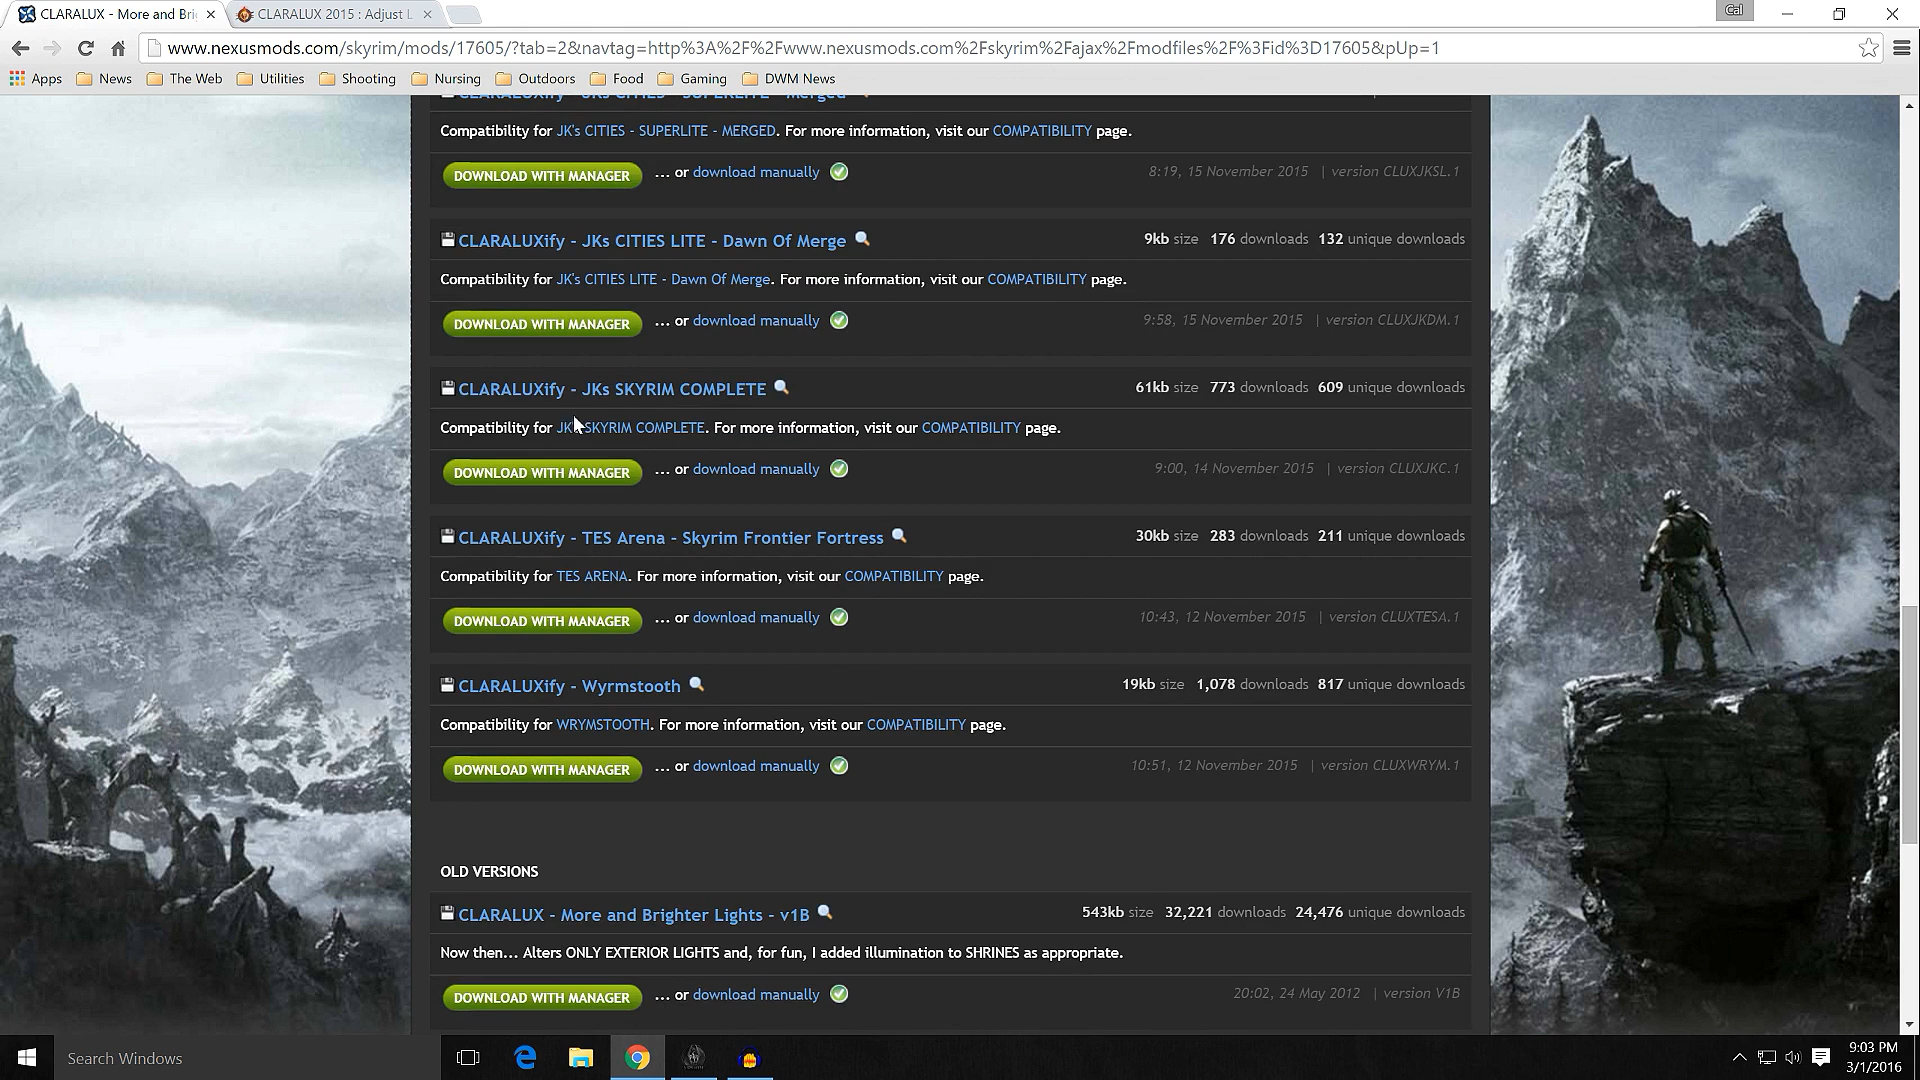 CLARALUX - More and Bri
CLARALUX 2015 : Adjust L
Cal
www.nexusmods.com/skyrim/mods/17605/?tab=2&navtag=http%3A%2F%2Fwww.nexusmods.com%2Fskyrim%2Fajax%2Fmodfiles%2F%3Fid%3D17605&pUp=1
Apps News The Web Utilities Shooting Nursing Outdoors Food Gaming DWM News
CLARALUXify - JKs CITIES - SUPERLITE - Merged
Compatibility for JK's CITIES - SUPERLITE - MERGED. For more information, visit our COMPATIBILITY page.
DOWNLOAD WITH MANAGER ... or download manually 8:19, 15 November 2015 | version CLUXJKSL.1
CLARALUXify - JKs CITIES LITE - Dawn Of Merge 9kb size 176 downloads 132 unique downloads
Compatibility for JK's CITIES LITE - Dawn Of Merge. For more information, visit our COMPATIBILITY page.
DOWNLOAD WITH MANAGER ... or download manually 9:58, 15 November 2015 | version CLUXJKDM.1
CLARALUXify - JKs SKYRIM COMPLETE 61kb size 773 downloads 609 unique downloads
Compatibility for JK SKYRIM COMPLETE. For more information, visit our COMPATIBILITY page.
DOWNLOAD WITH MANAGER ... or download manually 9:00, 14 November 2015 | version CLUXJKC.1
CLARALUXify - TES Arena - Skyrim Frontier Fortress 30kb size 283 downloads 211 unique downloads
Compatibility for TES ARENA. For more information, visit our COMPATIBILITY page.
DOWNLOAD WITH MANAGER ... or download manually 10:43, 12 November 2015 | version CLUXTESA.1
CLARALUXify - Wyrmstooth 19kb size 1,078 downloads 817 unique downloads
Compatibility for WRYMSTOOTH. For more information, visit our COMPATIBILITY page.
DOWNLOAD WITH MANAGER ... or download manually 10:51, 12 November 2015 | version CLUXWRYM.1
OLD VERSIONS
CLARALUX - More and Brighter Lights - v1B 543kb size 32,221 downloads 24,476 unique downloads
Now then... Alters ONLY EXTERIOR LIGHTS and, for fun, I added illumination to SHRINES as appropriate.
DOWNLOAD WITH MANAGER ... or download manually 20:02, 24 May 2012 | version V1B
Search Windows
9:03 PM
3/1/2016